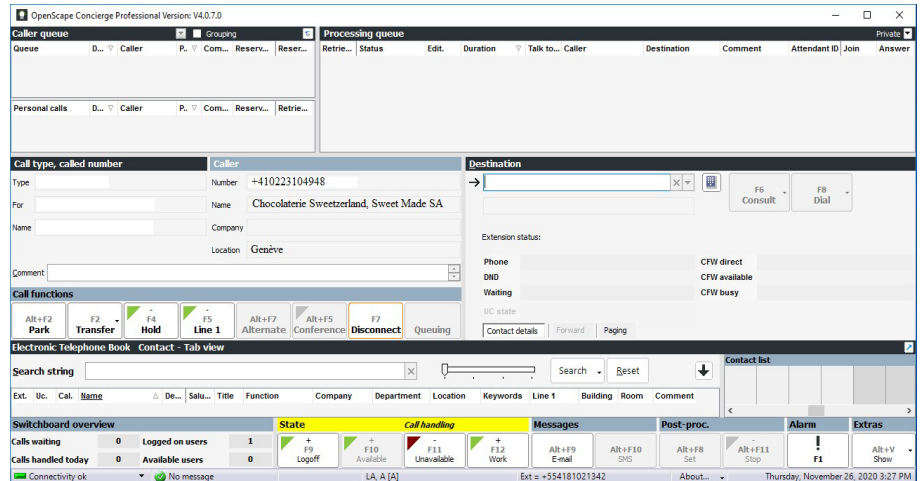 OpenScape Concierge Professional Version: V4.0.7.0
Caller queue Grouping Processing queue Private
Queue D... Caller P.. Com... Reserv... Reser... Retrie... Status Edit. Duration Talk to... Caller Destination Comment Attendant ID Join Answer
Personal calls D... Caller P.. Com... Reserv... Retrie...
Call type, called number Caller Destination
Type Number +410223104948
F6 Consult F8 Dial
For Name Chocolaterie Sweetzerland, Sweet Made SA
Name Company
Extension status:
Location Genève
Phone CFW direct
Comment DND CFW available
Call functions Waiting CFW busy
UC state
Alt+F2 F2 - F4 - F5 Alt+F7 Alt+F5 F7
Park Transfer Hold Line 1 Alternate Conference Disconnect Queuing
Contact details Forward Paging
Electronic Telephone Book Contact - Tab view
Contact list
Search string Search Reset
Ext. Uc. Cal. Name De... Salu... Title Function Company Department Location Keywords Line 1 Building Room Comment
Switchboard overview State Call handling Messages Post-proc. Alarm Extras
Calls waiting 0 Logged on users 1
+ F9 Logoff + F10 Available - F11 Unavailable + F12 Work Alt+F9 E-mail Alt+F10 SMS Alt+F8 Set - Alt+F11 Stop ! F1 Alt+V Show
Calls handled today 0 Available users 0
Connectivity ok No message LA, A [A] Ext = +554181021342 About... Thursday, November 26, 2020 3:27 PM